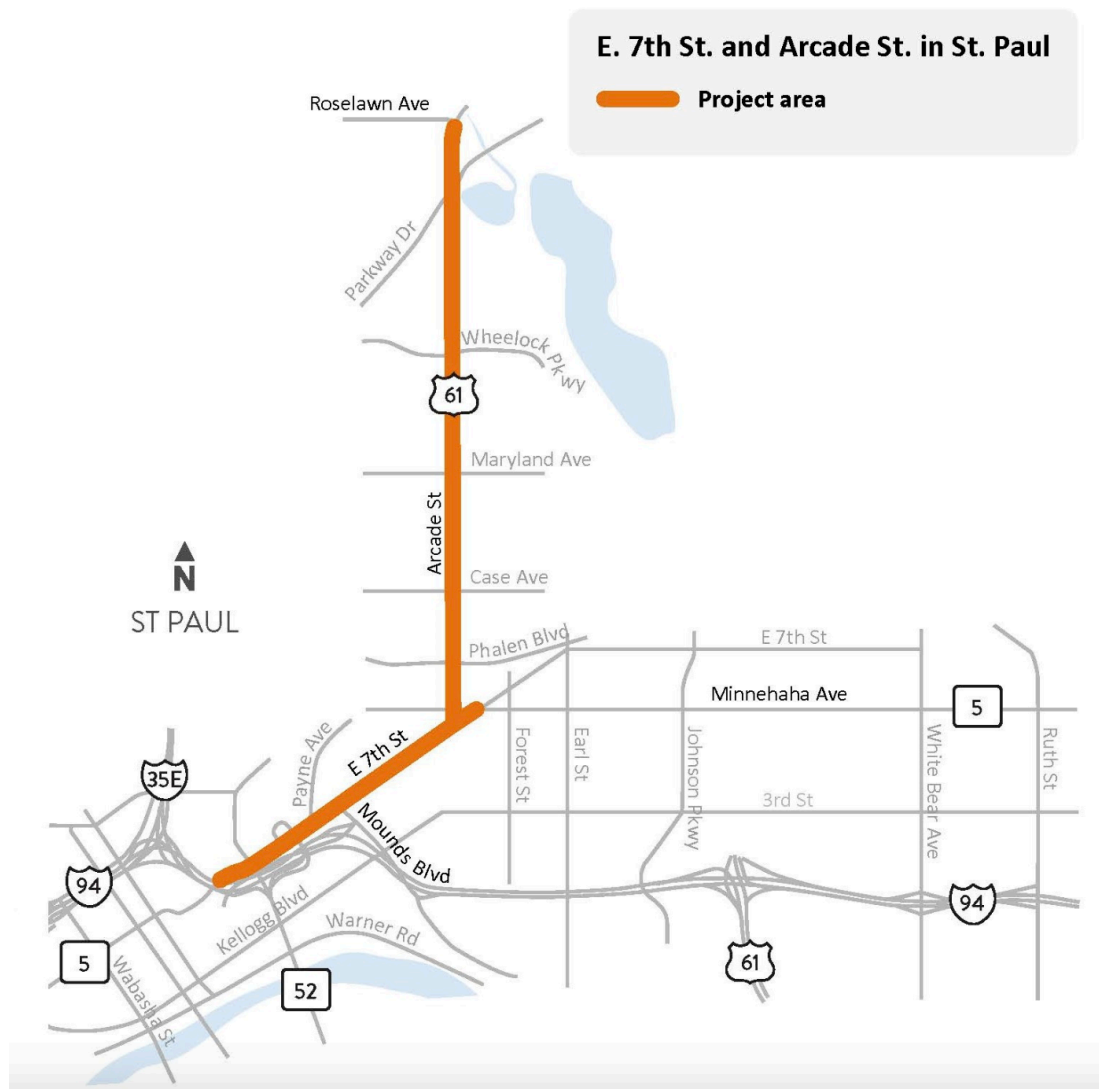 E. 7th St. and Arcade St. in St. Paul
Project area
Roselawn Ave
Parkway Dr
Wheelock Pkwy
61
Maryland Ave
Arcade St
N
ST PAUL
Case Ave
Phalen Blvd
E 7th St
Minnehaha Ave
5
Payne Ave
E 7th St
Forest St
Earl St
Johnson Pkwy
White Bear Ave
Ruth St
35E
3rd St
Mounds Blvd
94
94
Kellogg Blvd
Warner Rd
5
Wabasha St
52
61